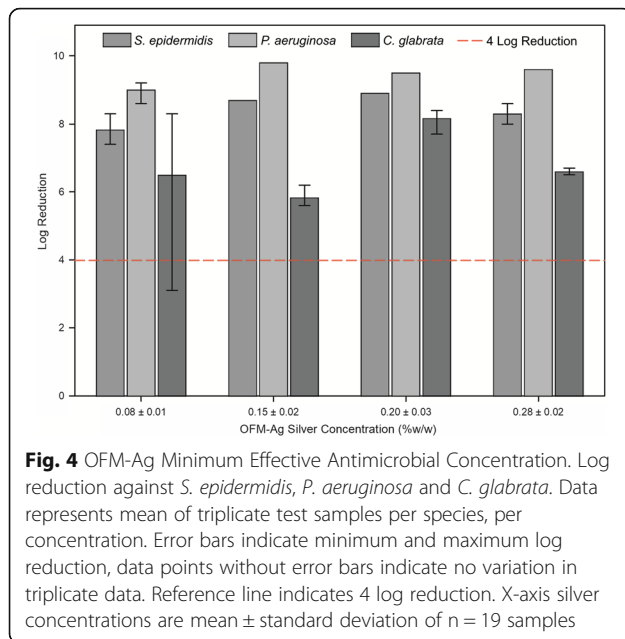 S. epidermidis P. aeruginosa C. glabrata 4 Log Reduction
10
8
6
4
2
0
Log Reduction
0.08 ± 0.01 0.15 ± 0.02 0.20 ± 0.03 0.28 ± 0.02
OFM-Ag Silver Concentration (%w/w)
Fig. 4 OFM-Ag Minimum Effective Antimicrobial Concentration. Log
reduction against S. epidermidis, P. aeruginosa and C. glabrata. Data
represents mean of triplicate test samples per species, per
concentration. Error bars indicate minimum and maximum log
reduction, data points without error bars indicate no variation in
triplicate data. Reference line indicates 4 log reduction. X-axis silver
concentrations are mean ± standard deviation of n = 19 samples